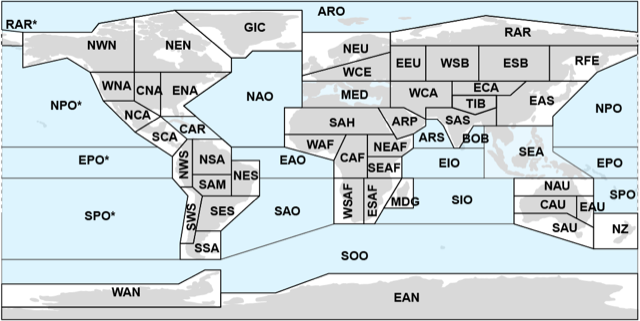 ARO
RAR*
GIC
RAR
NWN
NEN
NEU
WCE
EEU
WSB
ESB
RFE
WNA
CNA
ENA
NAO
MED
WCA
ECA
TIB
EAS
NPO*
NPO
NCA
SCA
CAR
SAH
ARP
SAS
ARS
BOB
WAF
CAF
NEAF
SEAF
SEA
EPO*
NWS
NSA
EAO
EIO
EPO
SAM
NES
NAU
SPO
SPO*
SWS
SES
SAO
WSAF
ESAF
MDG
SIO
CAU
EAU
SAU
NZ
SSA
SOO
WAN
EAN